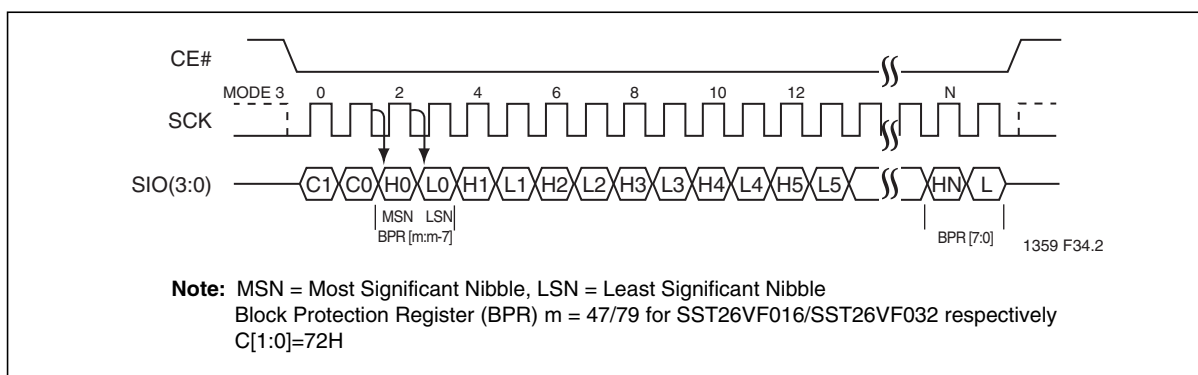 CE#
MODE 3 0 2 4 6 8 10 12 N
SCK
SIO(3:0) C1 C0 H0 L0 H1 L1 H2 L2 H3 L3 H4 L4 H5 L5 HN L
MSN LSN
BPR [m:m-7] BPR [7:0]
1359 F34.2
Note: MSN = Most Significant Nibble, LSN = Least Significant Nibble
Block Protection Register (BPR) m = 47/79 for SST26VF016/SST26VF032 respectively
C[1:0]=72H